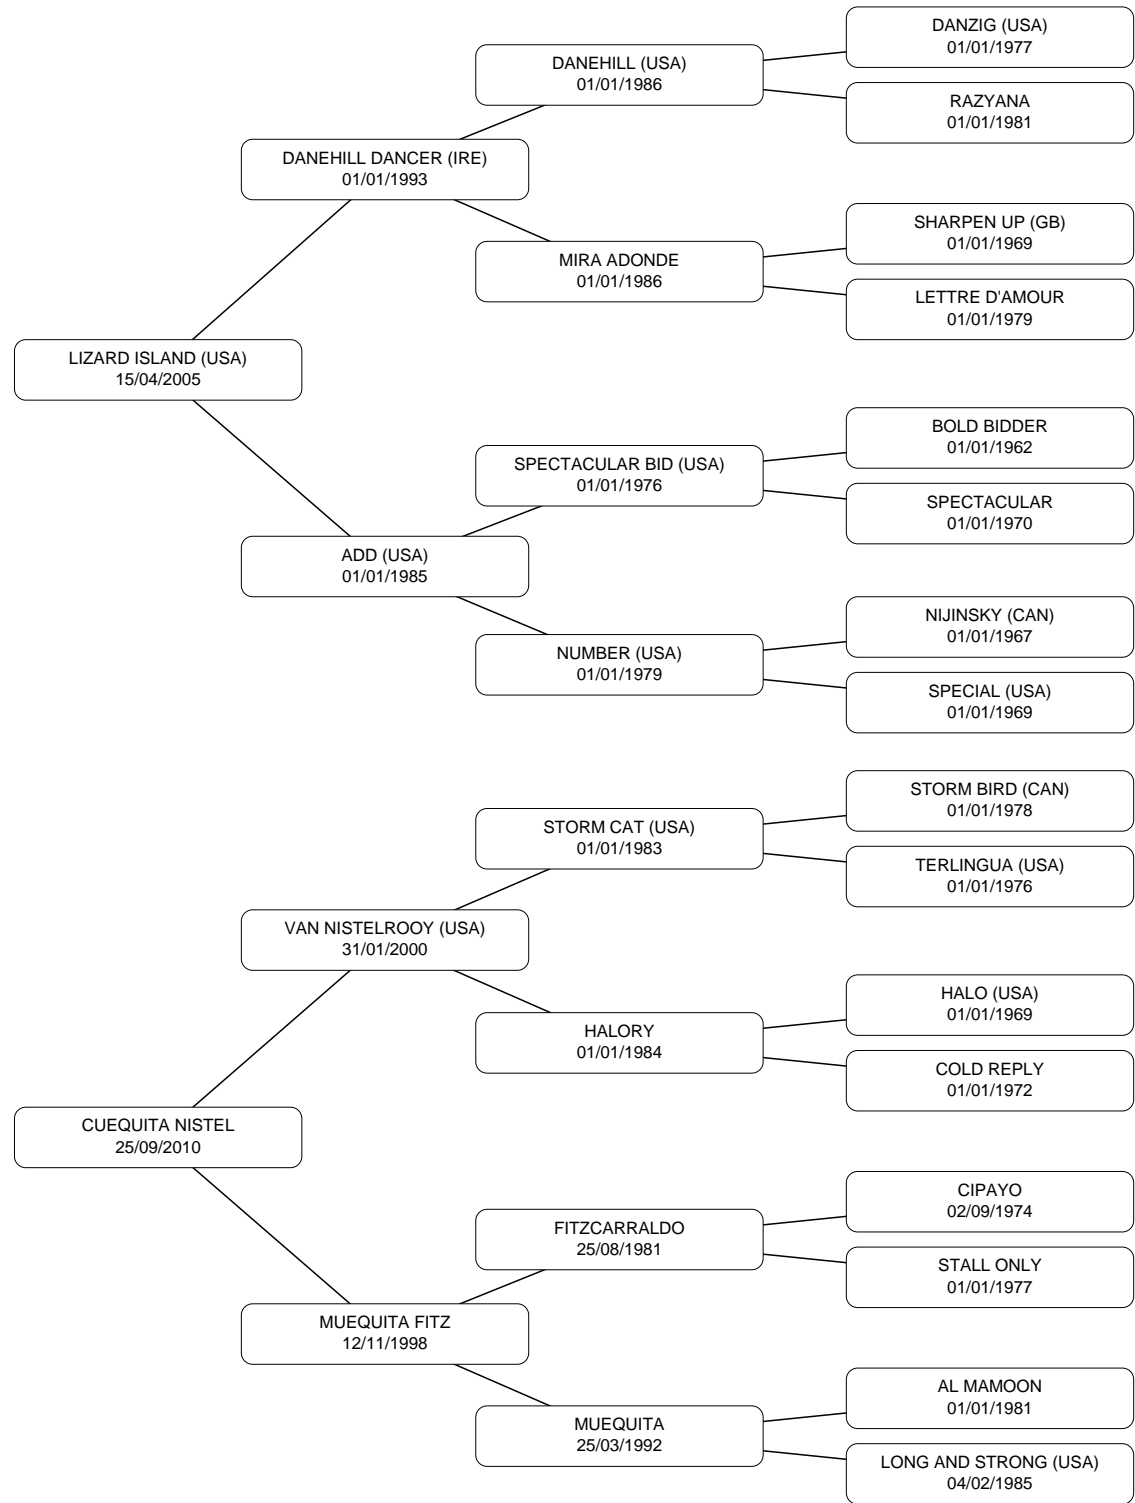 DANZIG (USA)
01/01/1977
DANEHILL (USA)
01/01/1986
RAZYANA
01/01/1981
DANEHILL DANCER (IRE)
01/01/1993
SHARPEN UP (GB)
01/01/1969
MIRA ADONDE
01/01/1986
LETTRE D'AMOUR
01/01/1979
LIZARD ISLAND (USA)
15/04/2005
BOLD BIDDER
01/01/1962
SPECTACULAR BID (USA)
01/01/1976
SPECTACULAR
01/01/1970
ADD (USA)
01/01/1985
NIJINSKY (CAN)
01/01/1967
NUMBER (USA)
01/01/1979
SPECIAL (USA)
01/01/1969
STORM BIRD (CAN)
01/01/1978
STORM CAT (USA)
01/01/1983
TERLINGUA (USA)
01/01/1976
VAN NISTELROOY (USA)
31/01/2000
HALO (USA)
01/01/1969
HALORY
01/01/1984
COLD REPLY
01/01/1972
CUEQUITA NISTEL
25/09/2010
CIPAYO
02/09/1974
FITZCARRALDO
25/08/1981
STALL ONLY
01/01/1977
MUEQUITA FITZ
12/11/1998
AL MAMOON
01/01/1981
MUEQUITA
25/03/1992
LONG AND STRONG (USA)
04/02/1985